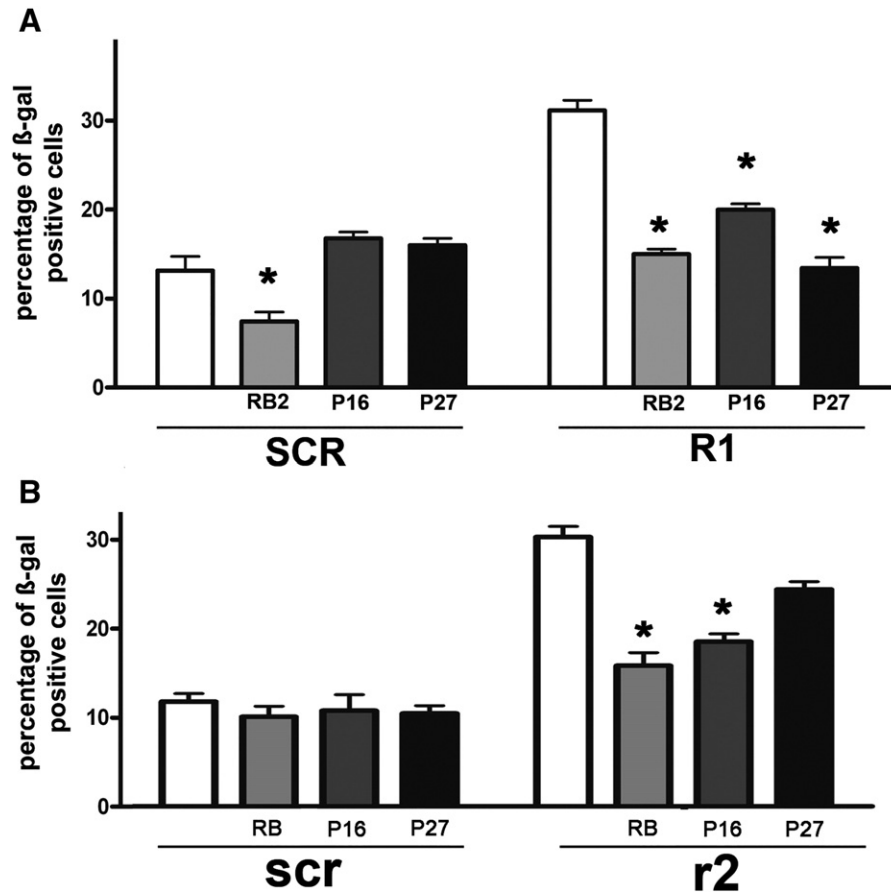 A
percentage of ß-gal
positive cells
30
20
10
0
* * * *
RB2 P16 P27 RB2 P16 P27
SCR R1
B
percentage of ß-gal
positive cells
30
20
10
0
* *
RB P16 P27 RB P16 P27
scr r2